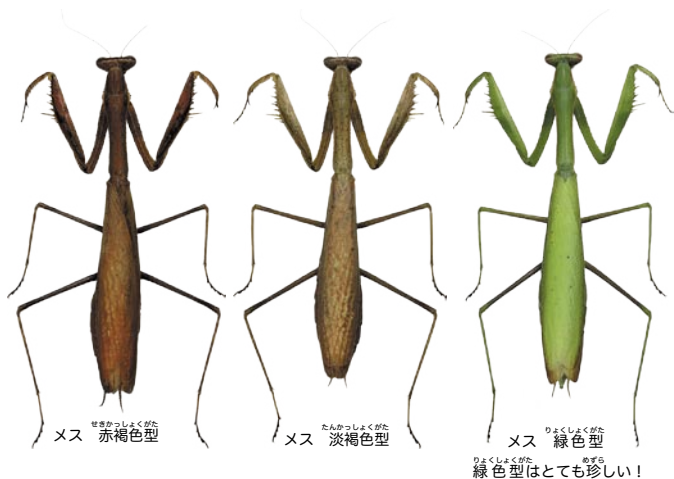 せきかっしょくがた
メス 赤褐色型
たんかっしょくがた
メス 淡褐色型
りょくしょくがた
メス 緑色型
りょくしょくがた めずら
緑色型はとても珍しい！